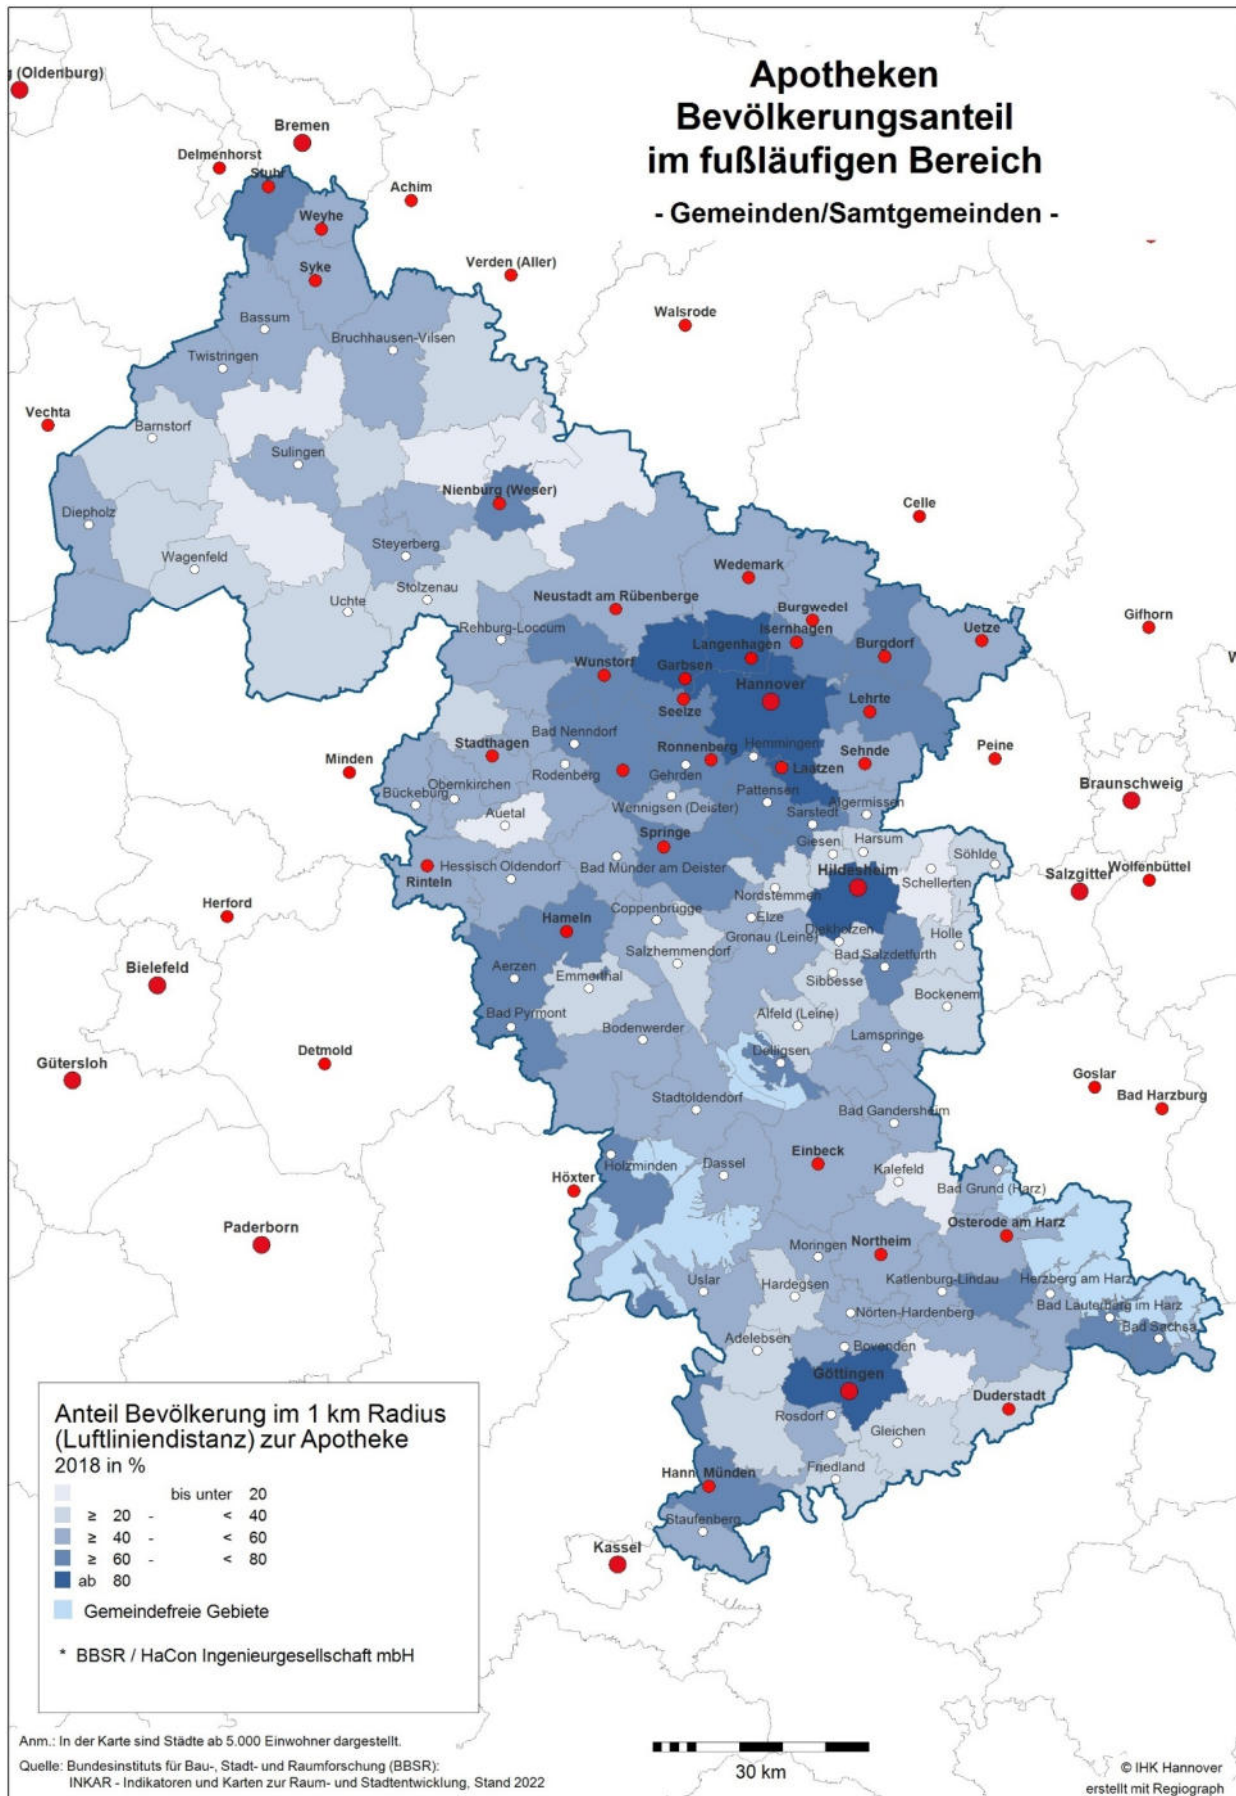 Apotheken
Bevölkerungsanteil
im fußläufigen Bereich
- Gemeinden/Samtgemeinden -
(Oldenburg)
Bremen
Delmenhorst
Stuhr
Achim
Weyhe
Verden (Aller)
Syke
Walsrode
Bassum
Bruchhausen-Vilsen
Twistringen
Vechta
Barnstorf
Sulingen
Nienburg (Weser)
Celle
Diepholz
Steyerberg
Wagenfeld
Wedemark
Stolzenau
Neustadt am Rübenberge
Uchte
Burgwedel
Gifhorn
Isernhagen
Uetze
Rehburg-Loccum
Langenhagen
Burgdorf
Wunstorf
Garbsen
Hannover
Lehrte
Seelze
Bad Nenndorf
Stadthagen
Ronnenberg
Hemmingen
Sehnde
Peine
Minden
Rodenberg
Gehrden
Laatzen
Braunschweig
Obernkirchen
Bückeburg
Pattensen
Algermissen
Auetal
Wennigsen (Deister)
Sarstedt
Springe
Giesen
Harsum
Söhlde
Hessisch Oldendorf
Bad Münder am Deister
Hildesheim
Schellerten
Salzgitter
Wolfenbüttel
Rinteln
Nordstemmen
Herford
Hameln
Coppenbrügge
Elze
Diekholzen
Holle
Gronau (Leine)
Bad Salzdetfurth
Bielefeld
Aerzen
Salzhemmendorf
Emmerthal
Sibbesse
Bockenem
Bad Pyrmont
Alfeld (Leine)
Bodenwerder
Lamspringe
Detmold
Gütersloh
Delligsen
Goslar
Stadtoldendorf
Bad Harzburg
Bad Gandersheim
Einbeck
Holzminden
Dassel
Kalefeld
Höxter
Bad Grund (Harz)
Paderborn
Osterode am Harz
Moringen
Northeim
Uslar
Hardegsen
Katlenburg-Lindau
Herzberg am Harz
Bad Lauterberg im Harz
Nörten-Hardenberg
Bad Sachsa
Adelebsen
Bovenden
Göttingen
Duderstadt
Rosdorf
Gleichen
Friedland
Hann. Münden
Staufenberg
Kassel
Anteil Bevölkerung im 1 km Radius
(Luftliniendistanz) zur Apotheke
2018 in %
bis unter 20
≥ 20 - < 40
≥ 40 - < 60
≥ 60 - < 80
ab 80
Gemeindefreie Gebiete
* BBSR / HaCon Ingenieurgesellschaft mbH
Anm.: In der Karte sind Städte ab 5.000 Einwohner dargestellt.
Quelle: Bundesinstituts für Bau-, Stadt- und Raumforschung (BBSR):
INKAR - Indikatoren und Karten zur Raum- und Stadtentwicklung, Stand 2022
30 km
© IHK Hannover
erstellt mit Regiograph